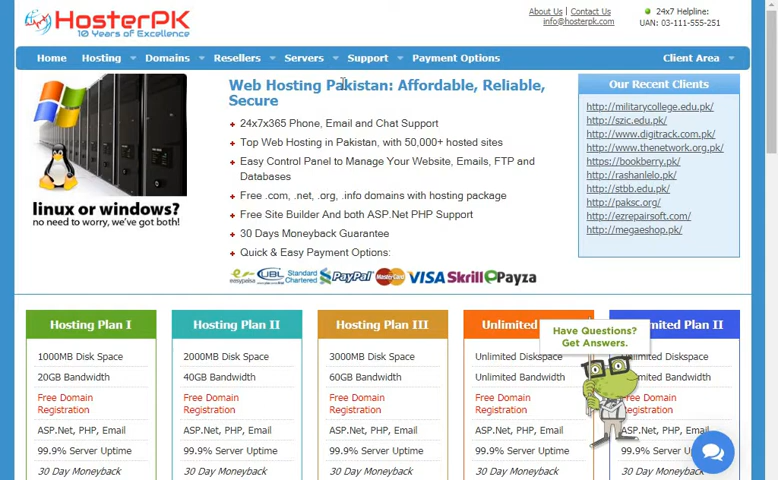 HosterPK
10 Years of Excellence
About Us | Contact Us
info@hosterpk.com
24x7 Helpline:
UAN: 03-111-555-251
Home Hosting Domains Resellers Servers Support Payment Options Client Area
linux or windows?
no need to worry, we've got both!
Web Hosting Pakistan: Affordable, Reliable,
Secure
24x7x365 Phone, Email and Chat Support
Top Web Hosting in Pakistan, with 50,000+ hosted sites
Easy Control Panel to Manage Your Website, Emails, FTP and
Databases
Free .com, .net, .org, .info domains with hosting package
Free Site Builder And both ASP.Net PHP Support
30 Days Moneyback Guarantee
Quick & Easy Payment Options:
easypaisa UBL Standard Chartered PayPal MasterCard VISA Skrill Payza
Our Recent Clients
http://militarycollege.edu.pk/
http://szic.edu.pk/
http://www.digitrack.com.pk/
http://www.thenetwork.org.pk/
https://bookberry.pk/
http://rashanlelo.pk/
http://stbb.edu.pk/
http://paksc.org/
http://ezrepairsoft.com/
http://megaeshop.pk/
Hosting Plan I
1000MB Disk Space
20GB Bandwidth
Free Domain
Registration
ASP.Net, PHP, Email
99.9% Server Uptime
30 Day Moneyback
Hosting Plan II
2000MB Disk Space
40GB Bandwidth
Free Domain
Registration
ASP.Net, PHP, Email
99.9% Server Uptime
30 Day Moneyback
Hosting Plan III
3000MB Disk Space
60GB Bandwidth
Free Domain
Registration
ASP.Net, PHP, Email
99.9% Server Uptime
30 Day Moneyback
Unlimited
Unlimited Diskspace
Unlimited Bandwidth
Free Domain
Registration
ASP.Net, PHP, Email
99.9% Server Uptime
30 Day Moneyback
Plan II
Diskspace
Unlimited Bandwidth
Free Domain
Registration
ASP.Net, PHP, Email
99.9% Server Uptime
30 Day Moneyback
Have Questions?
Get Answers.